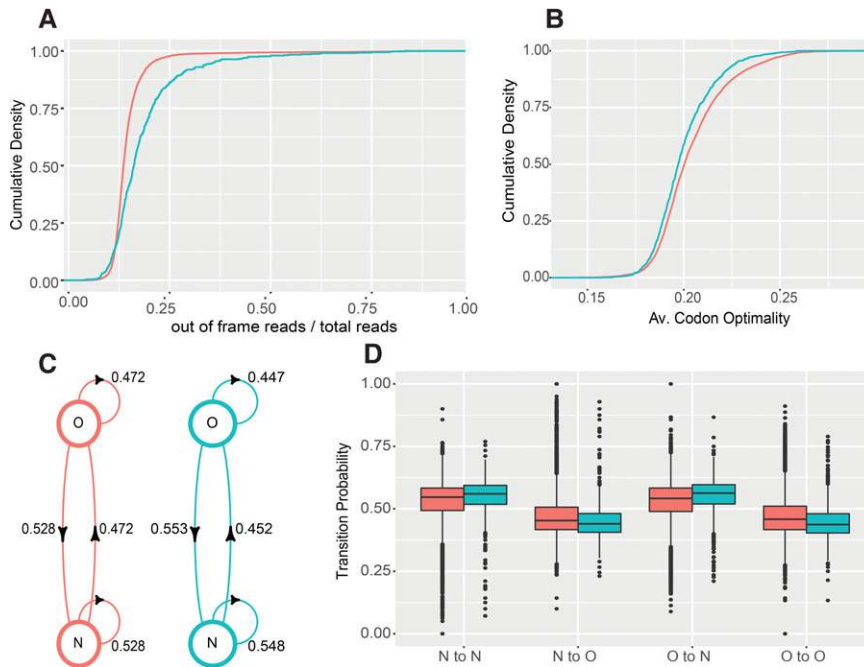 A
Cumulative Density
1.00
0.75
0.50
0.25
0.00
0.00 0.25 0.50 0.75 1.00
out of frame reads / total reads
B
Cumulative Density
1.00
0.75
0.50
0.25
0.00
0.15 0.20 0.25
Av. Codon Optimality
C
0.472
O
0.528 0.472
N
0.528
0.447
O
0.553 0.452
N
0.548
D
Transition Probability
1.00
0.75
0.50
0.25
0.00
N to N N to O O to N O to O